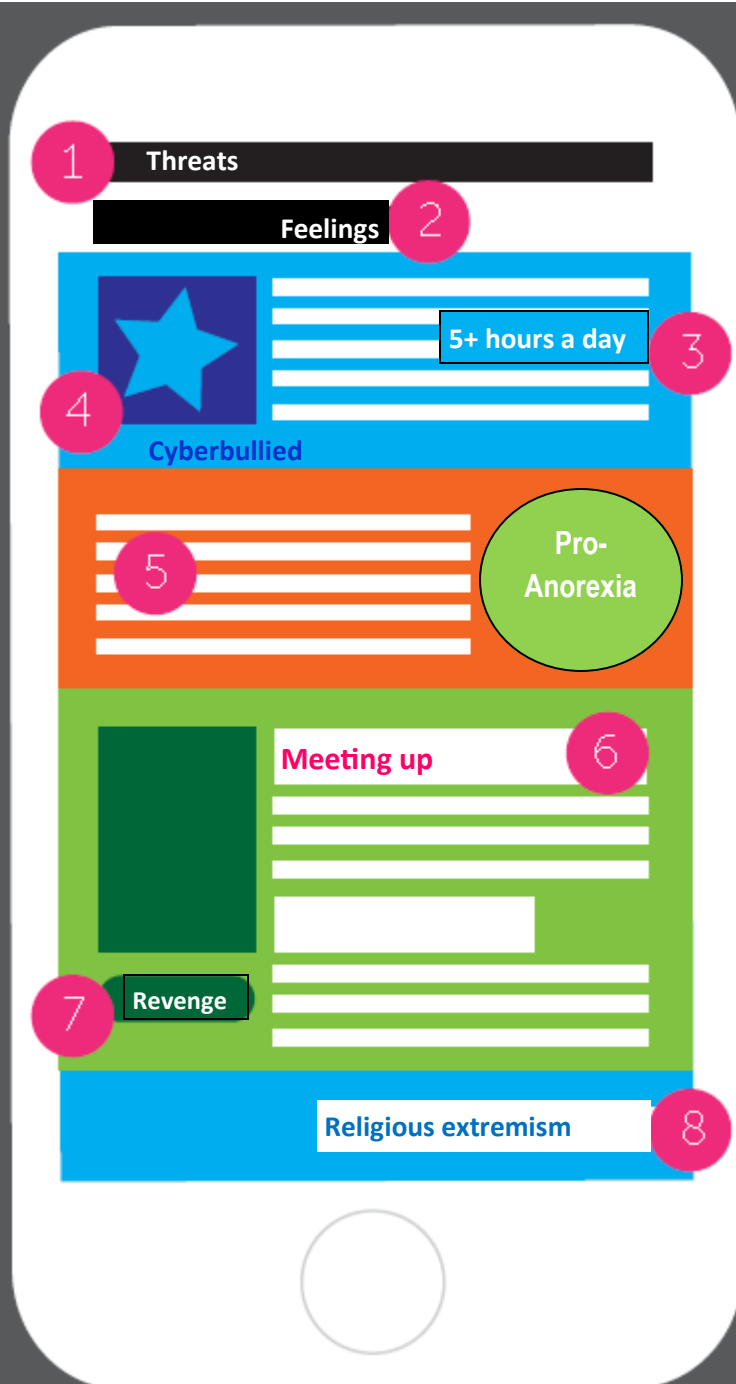 1 Threats
Feelings 2
5+ hours a day 3
4
Cyberbullied
5
Pro-
Anorexia
Meeting up 6
7 Revenge
Religious extremism 8